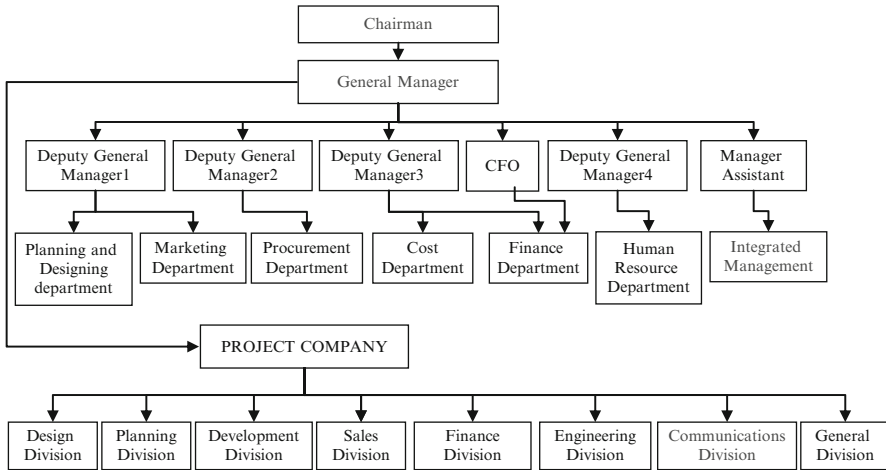 Chairman
General Manager
Deputy General
Manager1
Deputy General
Manager2
Deputy General
Manager3
CFO
Deputy General
Manager4
Manager
Assistant
Planning and
Designing
department
Marketing
Department
Procurement
Department
Cost
Department
Finance
Department
Human
Resource
Department
Integrated
Management
PROJECT COMPANY
Design
Division
Planning
Division
Development
Division
Sales
Division
Finance
Division
Engineering
Division
Communications
Division
General
Division